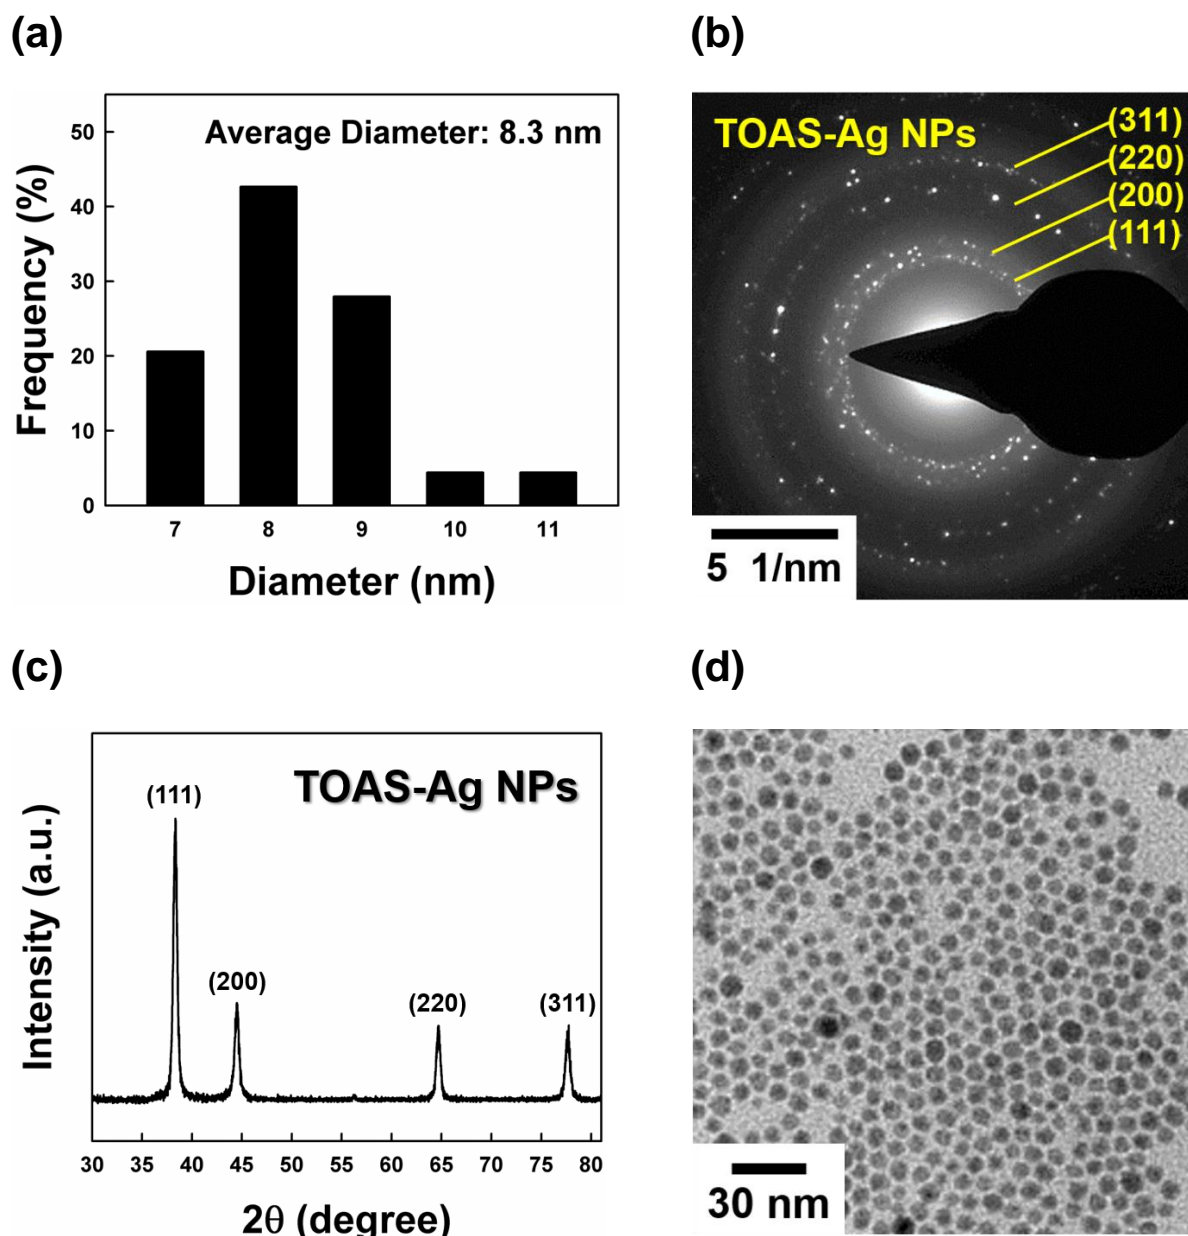 (a)
Average Diameter: 8.3 nm
Frequency (%)
50
40
30
20
10
0
7 8 9 10 11
Diameter (nm)
(b)
TOAS-Ag NPs
(311)
(220)
(200)
(111)
5 1/nm
(c)
TOAS-Ag NPs
(111)
(200)
(220)
(311)
Intensity (a.u.)
30 35 40 45 50 55 60 65 70 75 80
2θ (degree)
(d)
30 nm